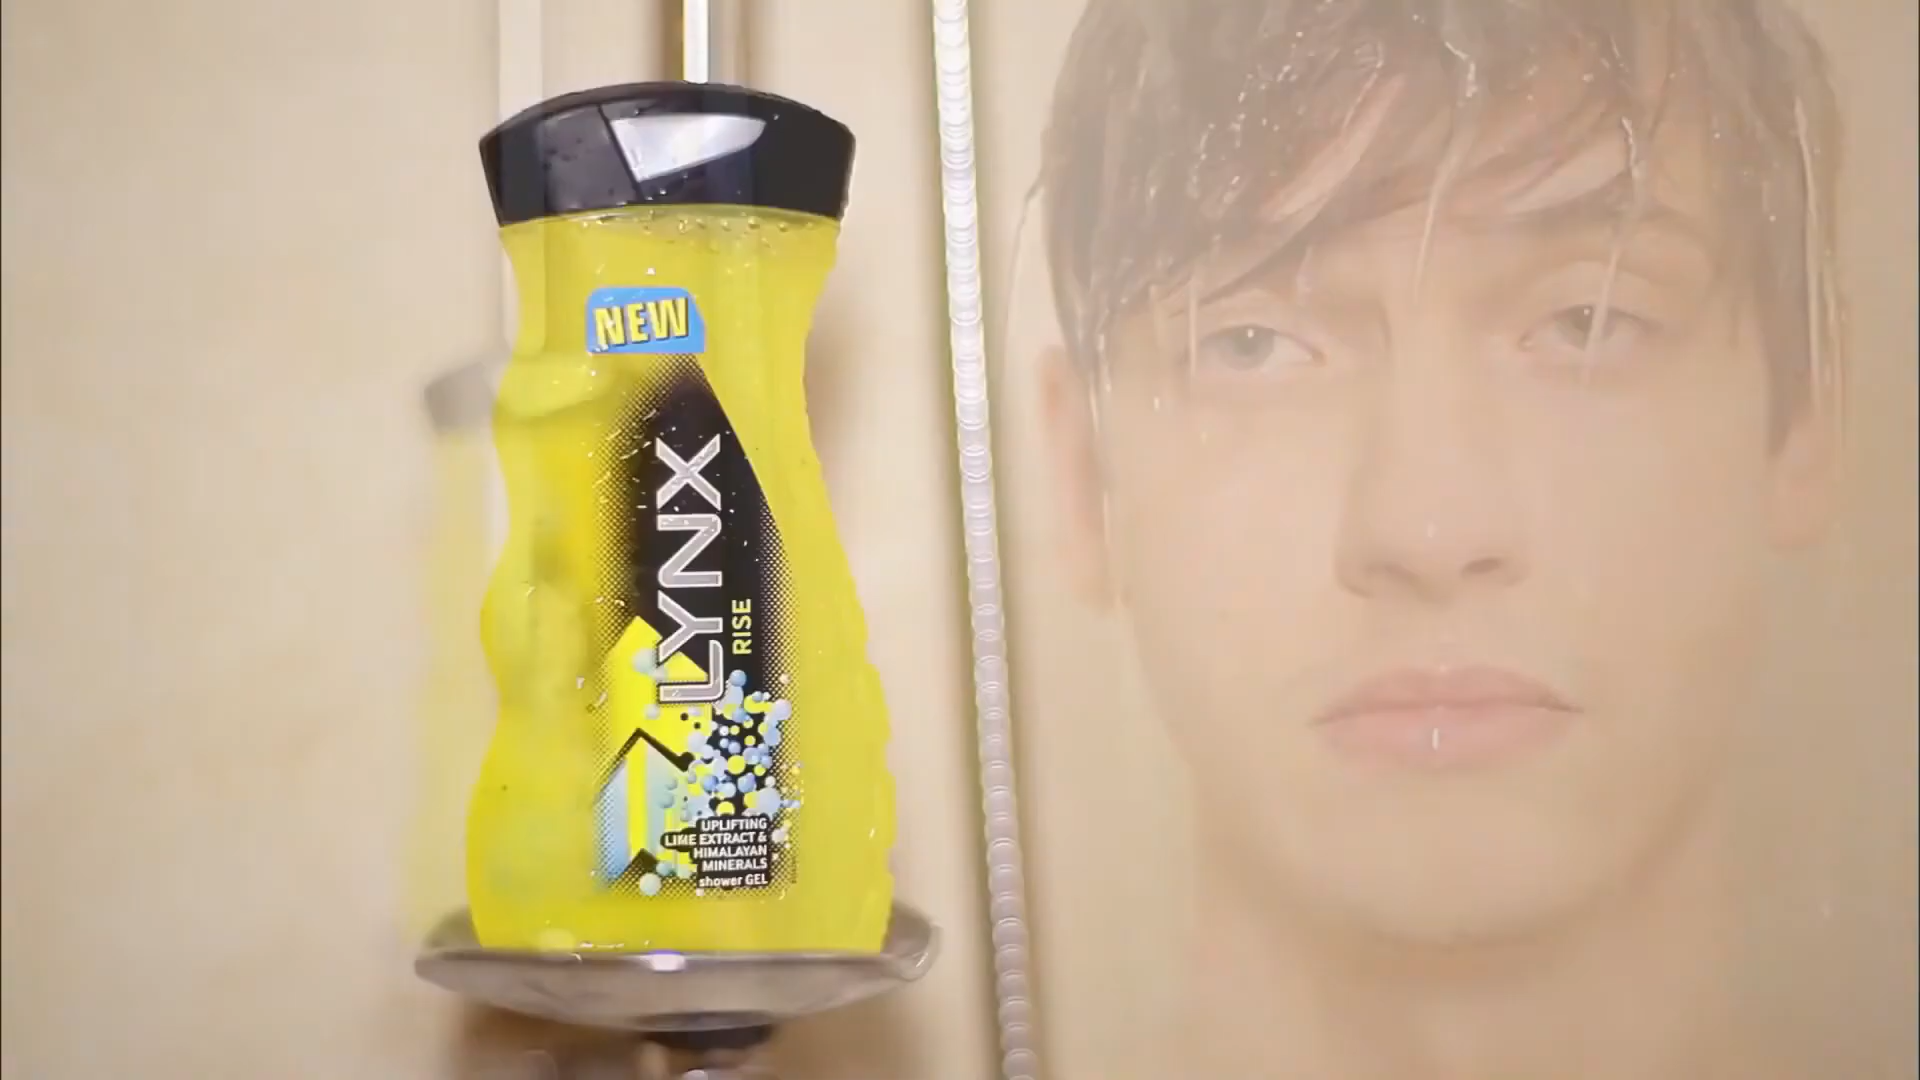 NEW
LYNX
RISE
UPLIFTING
LIME EXTRACT &
HIMALAYAN
MINERALS
shower GEL